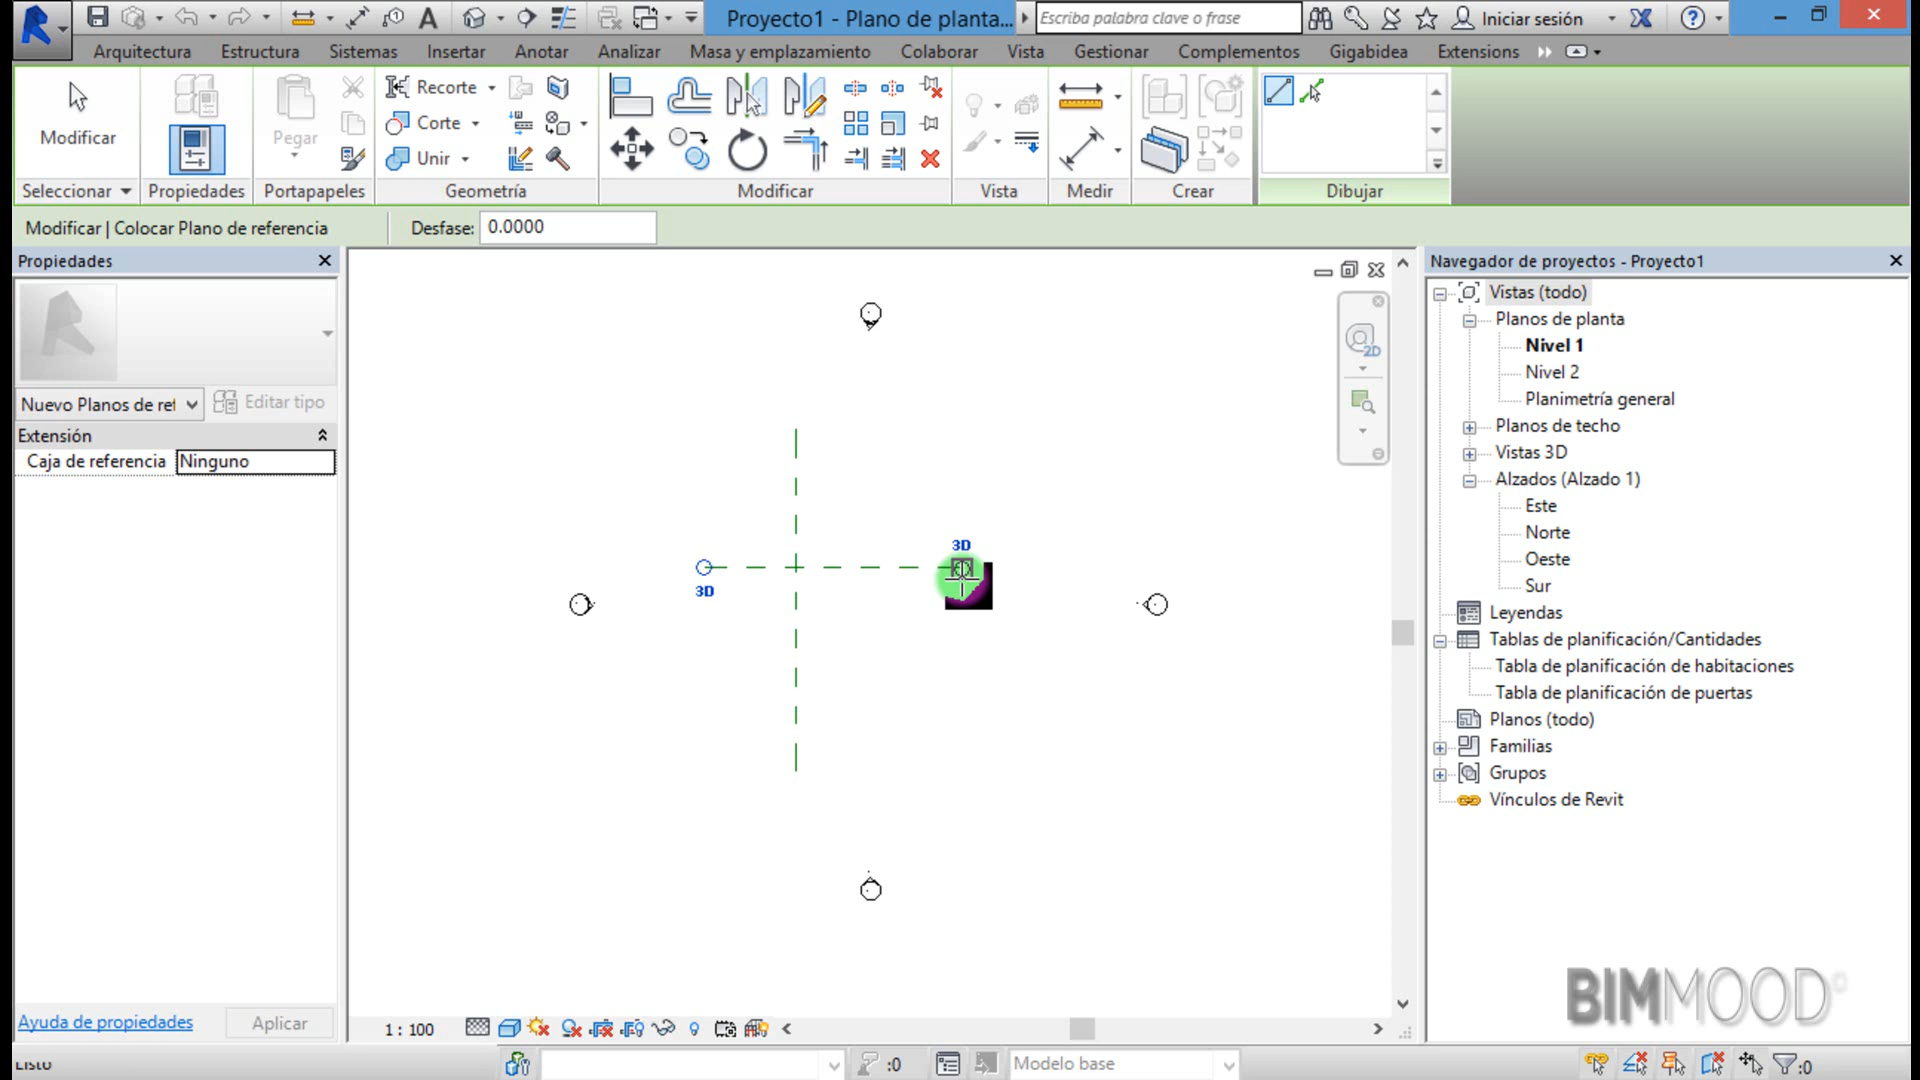 Proyecto1 - Plano de planta...
Escriba palabra clave o frase
Iniciar sesión
Arquitectura Estructura Sistemas Insertar Anotar Analizar Masa y emplazamiento Colaborar Vista Gestionar Complementos Gigabidea Extensions
Modificar
Pegar
Recorte
Corte
Unir
Seleccionar Propiedades Portapapeles Geometría Modificar Vista Medir Crear Dibujar
Modificar | Colocar Plano de referencia Desfase: 0.0000
Propiedades
Nuevo Planos de ref Editar tipo
Extensión
Caja de referencia Ninguno
Ayuda de propiedades Aplicar
3D
3D
2D
1 : 100
Navegador de proyectos - Proyecto1
Vistas (todo)
Planos de planta
Nivel 1
Nivel 2
Planimetría general
Planos de techo
Vistas 3D
Alzados (Alzado 1)
Este
Norte
Oeste
Sur
Leyendas
Tablas de planificación/Cantidades
Tabla de planificación de habitaciones
Tabla de planificación de puertas
Planos (todo)
Familias
Grupos
Vínculos de Revit
BIMMOOD©
Listo :0 Modelo base :0